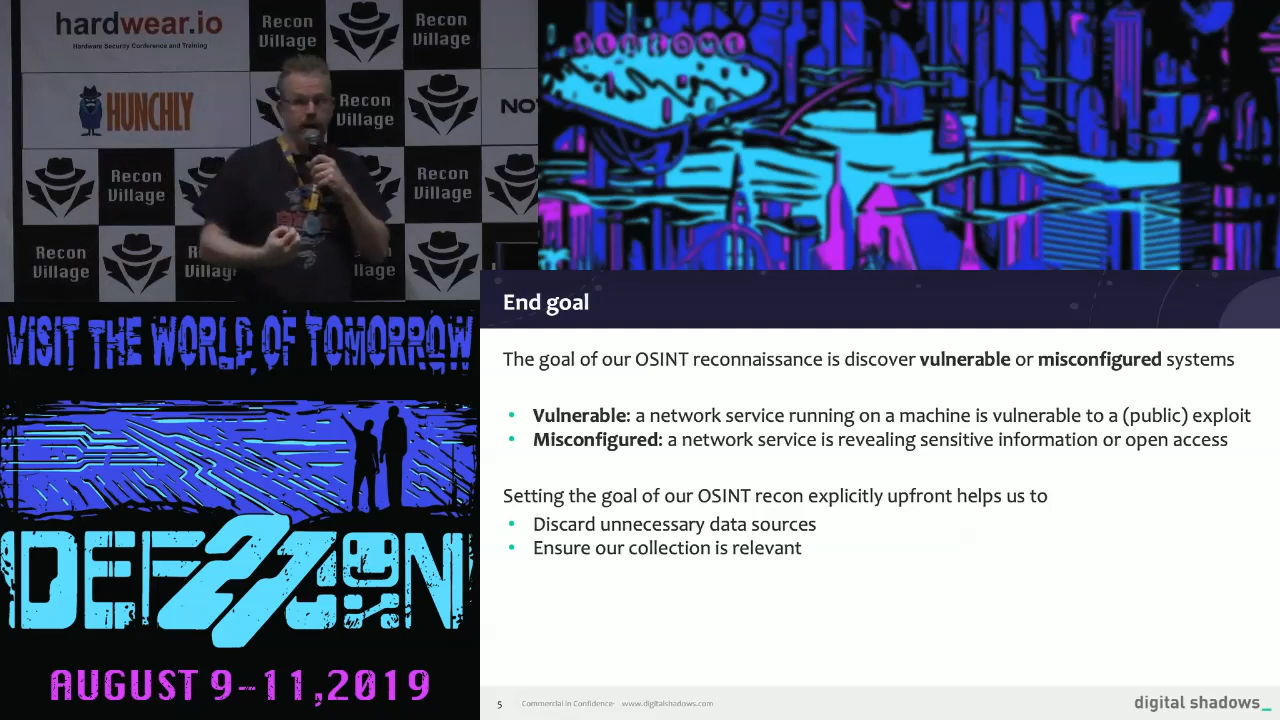 hardwear.io
Hardware Security Conference and Training
Recon
Village
Recon
Village
HUNCHLY
Recon
Village
NO
Recon
Village
Recon
Village
Recon
Village
Recon
Village
VISIT THE WORLD OF TOMORROW
DEF 27 CON
AUGUST 9-11,2019
End goal
The goal of our OSINT reconnaissance is discover vulnerable or misconfigured systems
• Vulnerable: a network service running on a machine is vulnerable to a (public) exploit
• Misconfigured: a network service is revealing sensitive information or open access
Setting the goal of our OSINT recon explicitly upfront helps us to
• Discard unnecessary data sources
• Ensure our collection is relevant
5 Commercial in Confidence www.digitalshadows.com
digital shadows_